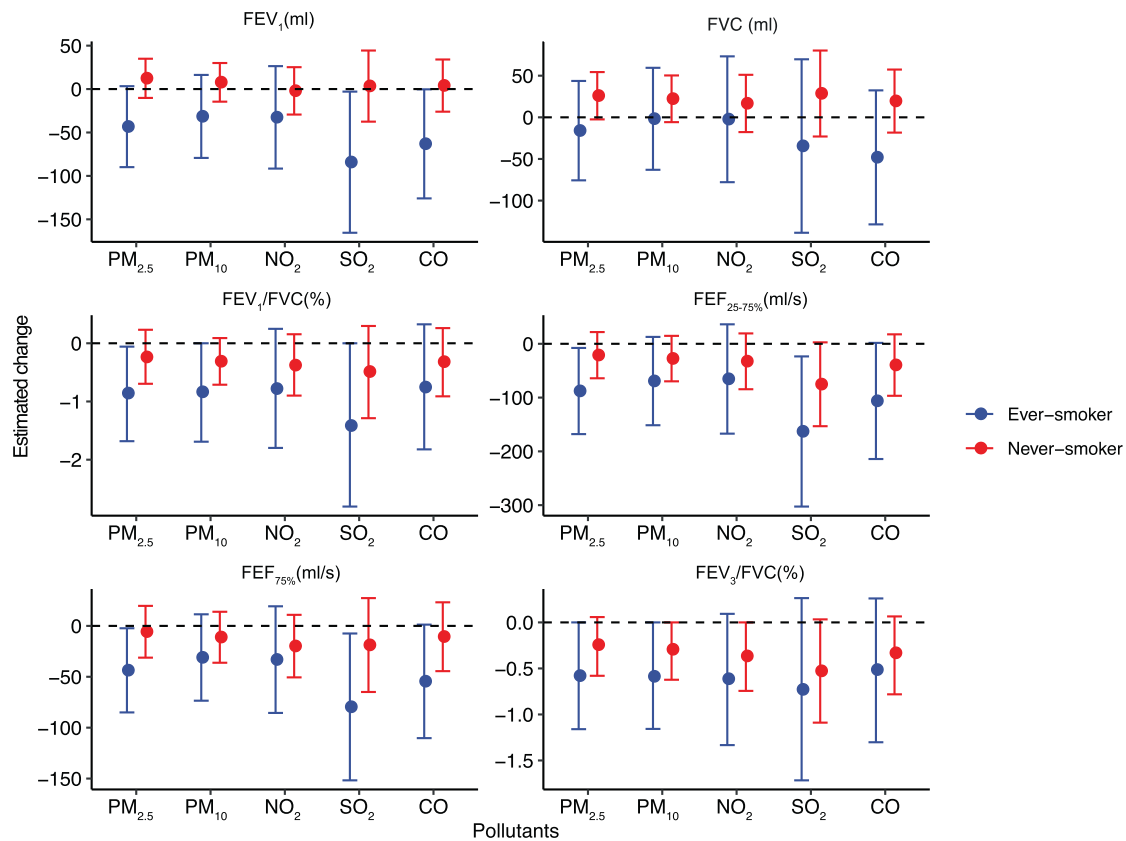 FEV₁(ml)
FVC (ml)
50
0
−50
−100
−150
50
0
−50
−100
PM₂.₅ PM₁₀ NO₂ SO₂ CO
PM₂.₅ PM₁₀ NO₂ SO₂ CO
FEV₁/FVC(%)
FEF₂₅₋₇₅%(ml/s)
Estimated change
0
−1
−2
0
−100
−200
−300
Ever−smoker
Never−smoker
PM₂.₅ PM₁₀ NO₂ SO₂ CO
PM₂.₅ PM₁₀ NO₂ SO₂ CO
FEF₇₅%(ml/s)
FEV₃/FVC(%)
0
−50
−100
−150
0.0
−0.5
−1.0
−1.5
PM₂.₅ PM₁₀ NO₂ SO₂ CO
PM₂.₅ PM₁₀ NO₂ SO₂ CO
Pollutants